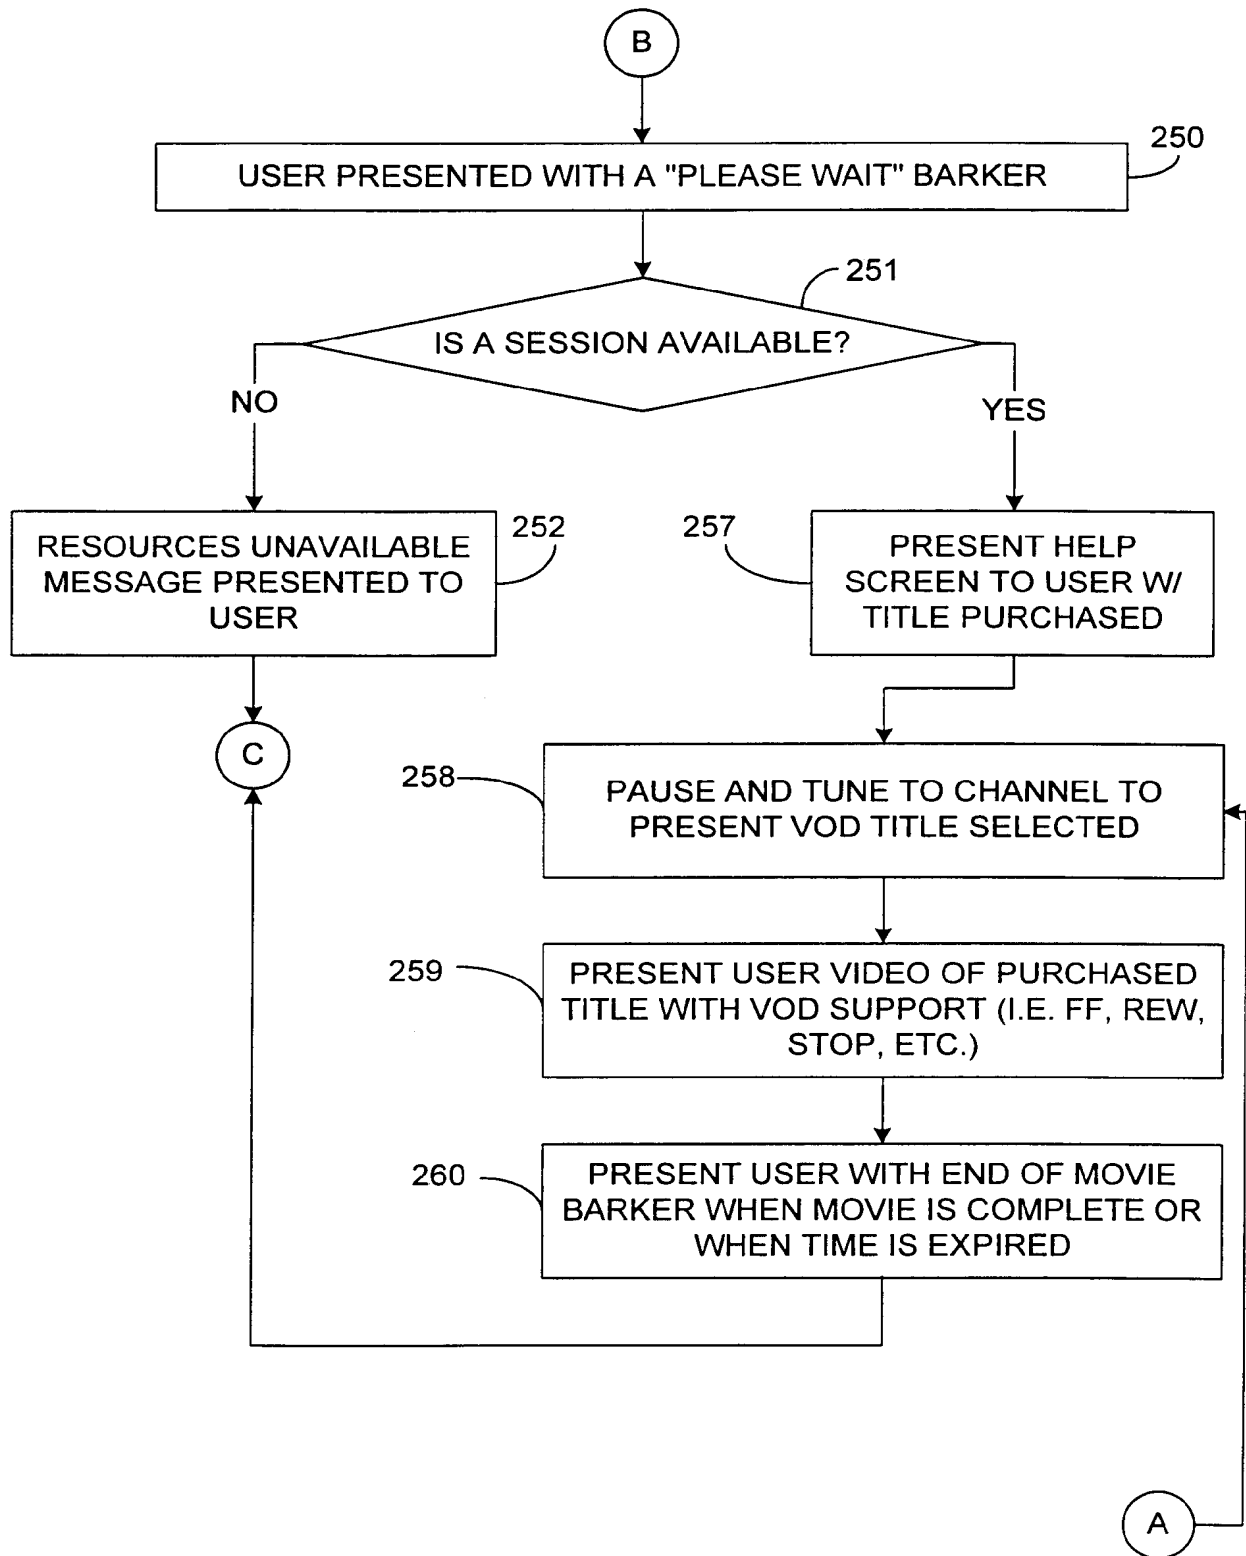 B
250
USER PRESENTED WITH A "PLEASE WAIT" BARKER
251
IS A SESSION AVAILABLE?
NO
YES
252
RESOURCES UNAVAILABLE
MESSAGE PRESENTED TO
USER
257
PRESENT HELP
SCREEN TO USER W/
TITLE PURCHASED
C
258
PAUSE AND TUNE TO CHANNEL TO
PRESENT VOD TITLE SELECTED
259
PRESENT USER VIDEO OF PURCHASED
TITLE WITH VOD SUPPORT (I.E. FF, REW,
STOP, ETC.)
260
PRESENT USER WITH END OF MOVIE
BARKER WHEN MOVIE IS COMPLETE OR
WHEN TIME IS EXPIRED
A